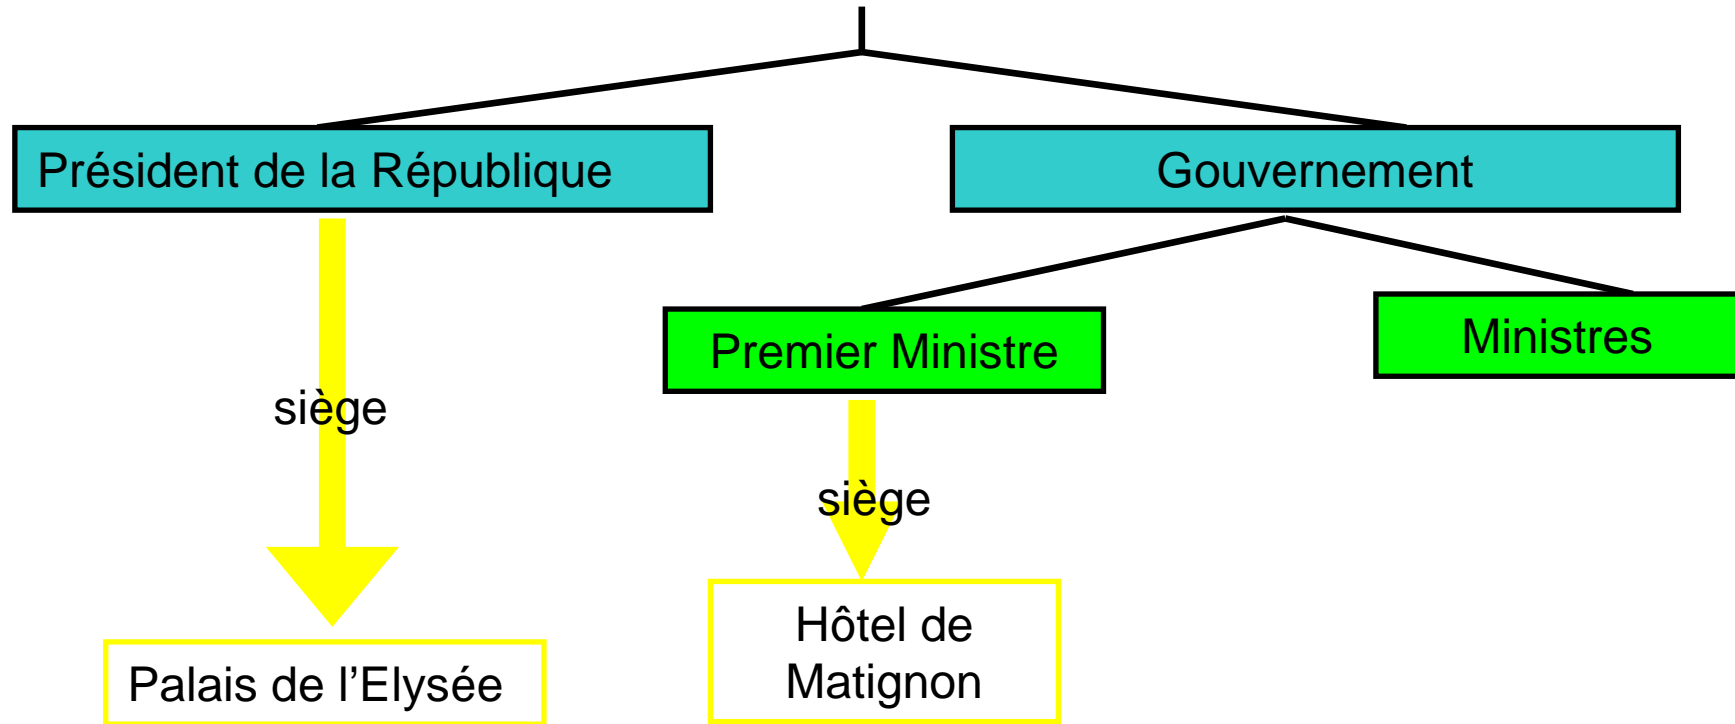 Président de la République
Gouvernement
Premier Ministre
Ministres
siège
siège
Palais de l’Elysée
Hôtel de
Matignon